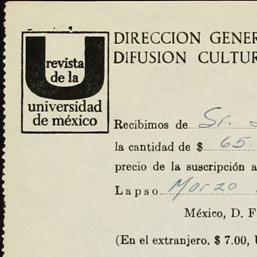 revista
de la
universidad
de méxico
DIRECCION GENER
DIFUSION CULTUR
Recibimos de Sr.
la cantidad de $ 65.
precio de la suscripción a
Lapso Marzo
México, D. F
(En el extranjero, $ 7.00, U